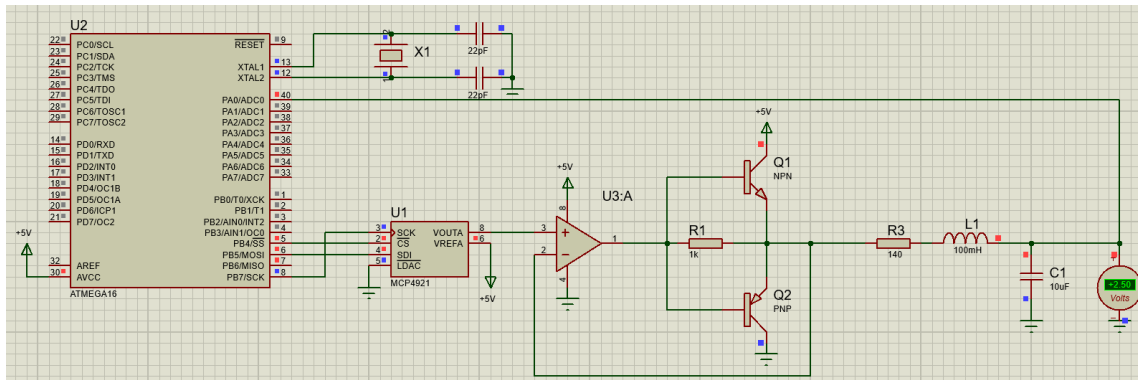 U2
22 PC0/SCL
23 PC1/SDA
24 PC2/TCK
25 PC3/TMS
26 PC4/TDO
27 PC5/TDI
28 PC6/TOSC1
29 PC7/TOSC2
14 PD0/RXD
15 PD1/TXD
16 PD2/INT0
17 PD3/INT1
18 PD4/OC1B
19 PD5/OC1A
20 PD6/ICP1
21 PD7/OC2
+5V
32 AREF
30 AVCC
RESET 9
XTAL1 13
XTAL2 12
PA0/ADC0 40
PA1/ADC1 39
PA2/ADC2 38
PA3/ADC3 37
PA4/ADC4 36
PA5/ADC5 35
PA6/ADC6 34
PA7/ADC7 33
PB0/T0/XCK 1
PB1/T1 2
PB2/AIN0/INT2 3
PB3/AIN1/OC0 4
PB4/SS 5
PB5/MOSI 6
PB6/MISO 7
PB7/SCK 8
ATMEGA16
X1
2
1
22pF
22pF
U1
3 SCK
2 CS
4 SDI
5 LDAC
VOUTA 8
VREFA 6
MCP4921
+5V
+5V
U3:A
8
3
2
1
4
+5V
Q1
NPN
R1
1k
Q2
PNP
R3
140
L1
100mH
C1
10uF
+2.50
Volts